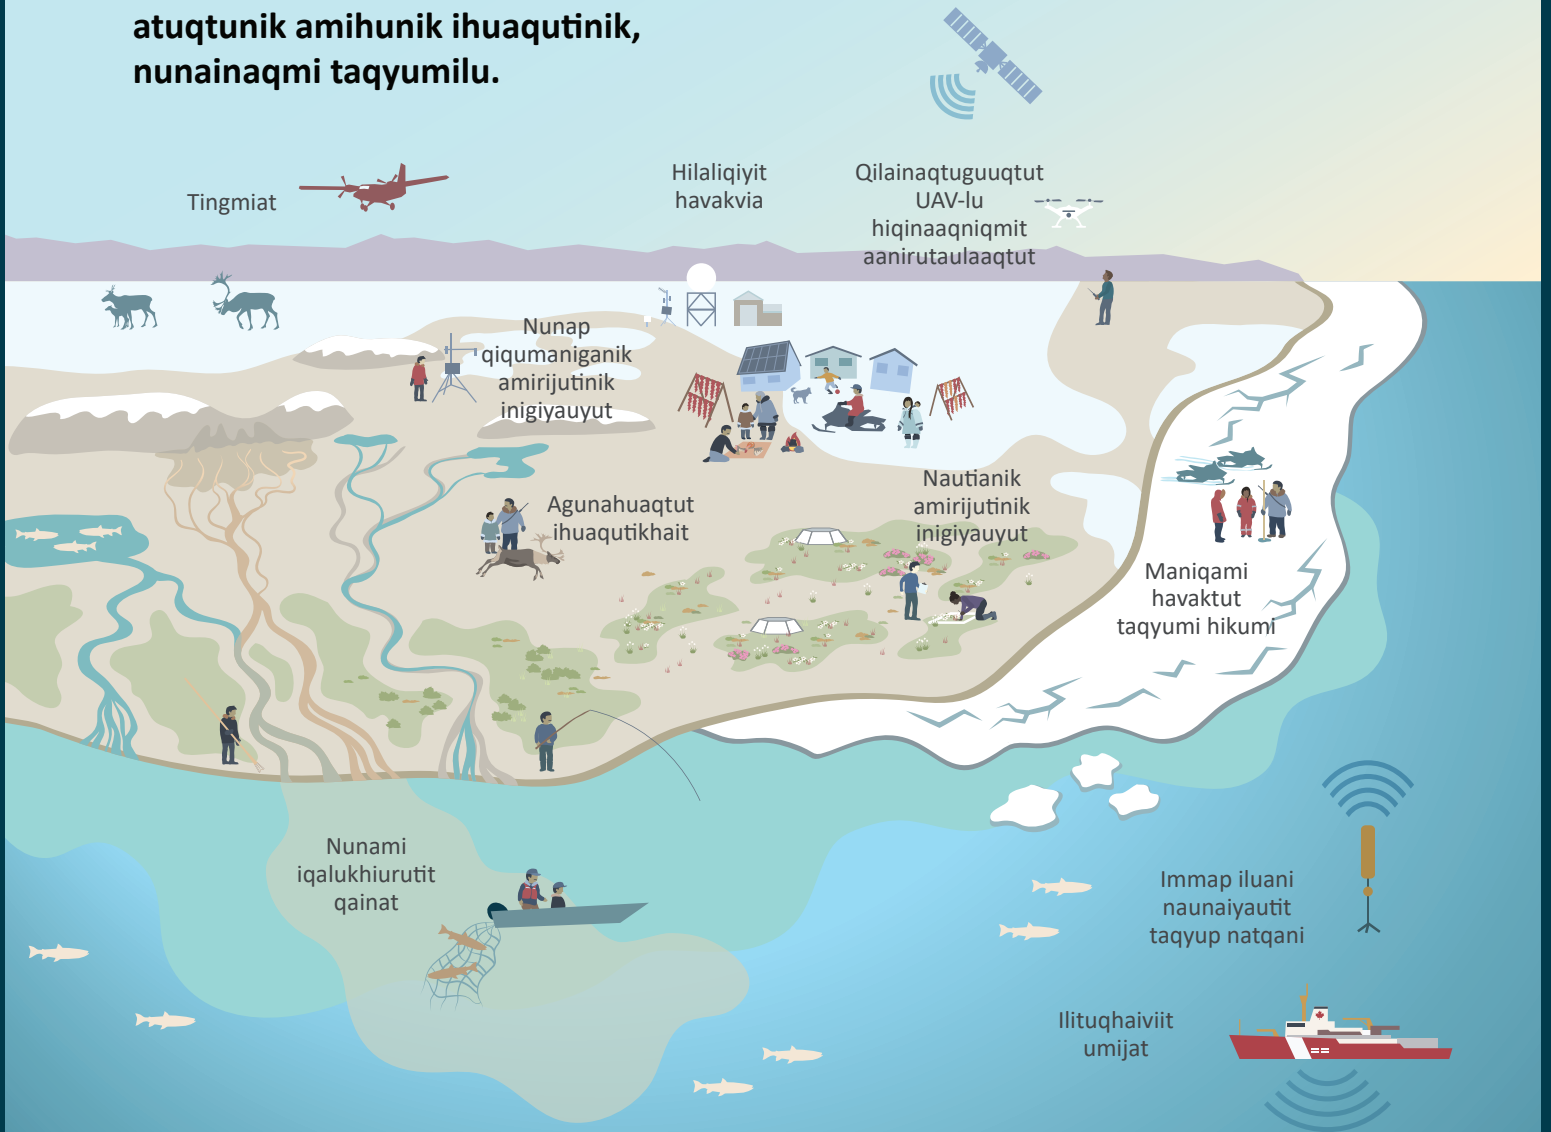 atuqtunik amihunik ihuaqutinik,
nunainaqmi taqyumilu.
Tingmiat
Hilaliqiyit
havakvia
Qilainaqtuguuqtut
UAV-lu
hiqinaaqniqmit
aanirutaulaaqtut
Nunap
qiqumaniganik
amirijutinik
inigiyauyut
Agunahuaqtut
ihuaqutikhait
Nautianik
amirijutinik
inigiyauyut
Maniqami
havaktut
taqyumi hikumi
Nunami
iqalukhiurutit
qainat
Immap iluani
naunaiyautit
taqyup natqani
Ilituqhaiviit
umijat